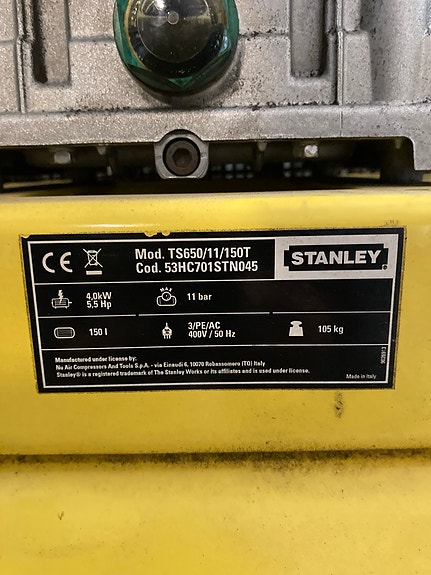 CE
Mod. TS650/11/150T
Cod. 53HC701STN045
STANLEY®
4,0kW
5,5 Hp
MAX
11 bar
150 l
3/PE/AC
400V / 50 Hz
105 kg
Manufactured under license by:
Nu Air Compressors And Tools S.p.A. - via Einaudi 6, 10070 Robassomero (TO) Italy
Stanley® is a registered trademark of The Stanley Works or its affiliates and is used under license.
Made in Italy